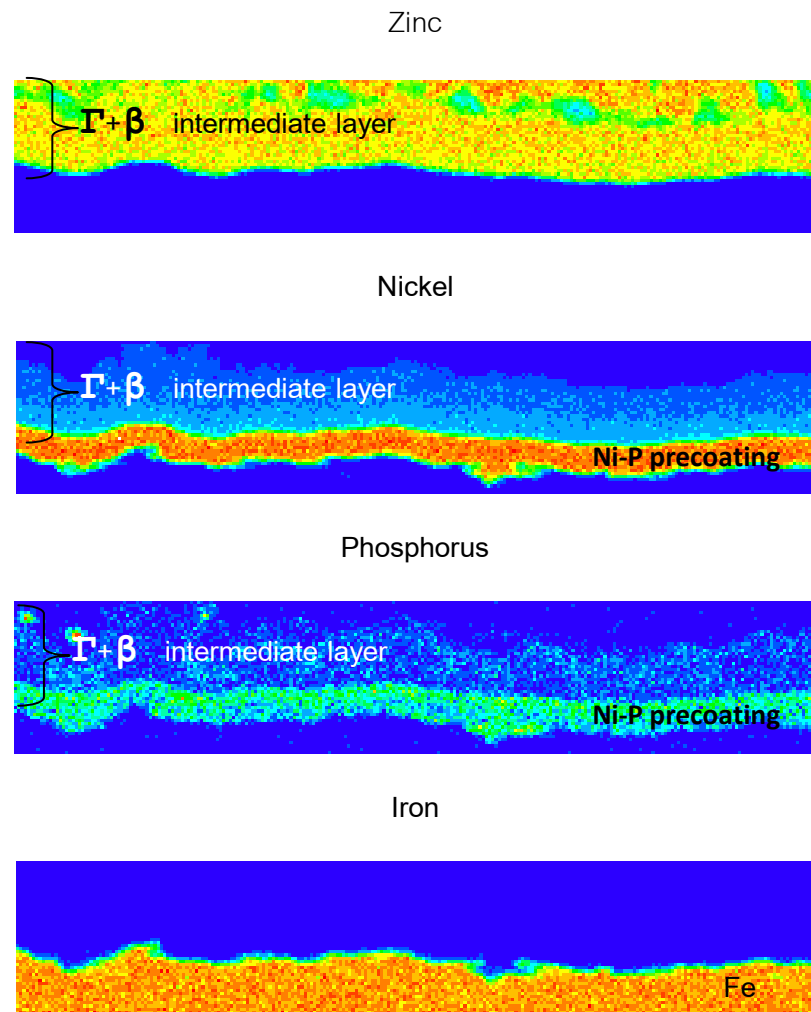 Zinc
Γ+β intermediate layer
Nickel
Γ+β intermediate layer
Ni-P precoating
Phosphorus
Γ+β intermediate layer
Ni-P precoating
Iron
Fe